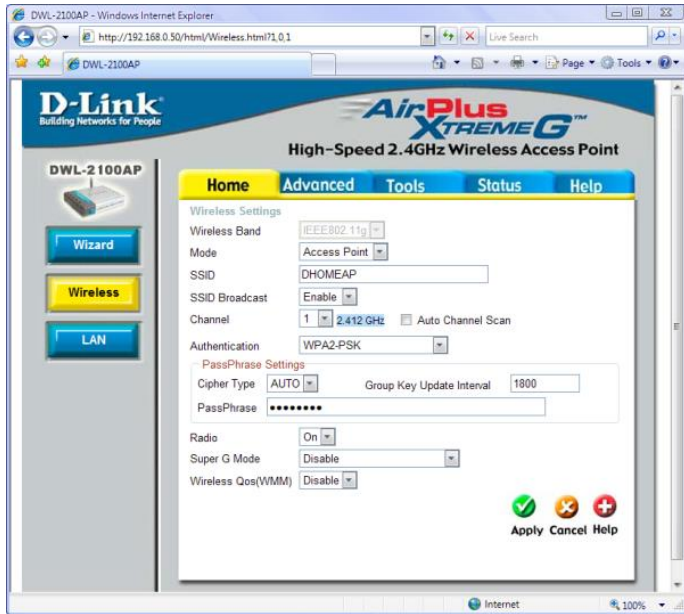 DWL-2100AP - Windows Internet Explorer
http://192.168.0.50/html/Wireless.html?1,0,1
Live Search
DWL-2100AP
Page Tools
D-Link
Building Networks for People
AirPlus
XTREME G™
High-Speed 2.4GHz Wireless Access Point
DWL-2100AP
Home Advanced Tools Status Help
Wizard
Wireless
LAN
Wireless Settings
Wireless Band IEEE802.11g
Mode Access Point
SSID DHOMEAP
SSID Broadcast Enable
Channel 1 2.412 GHz Auto Channel Scan
Authentication WPA2-PSK
PassPhrase Settings
Cipher Type AUTO Group Key Update Interval 1800
PassPhrase ••••••••
Radio On
Super G Mode Disable
Wireless Qos(WMM) Disable
Apply Cancel Help
Internet 100%